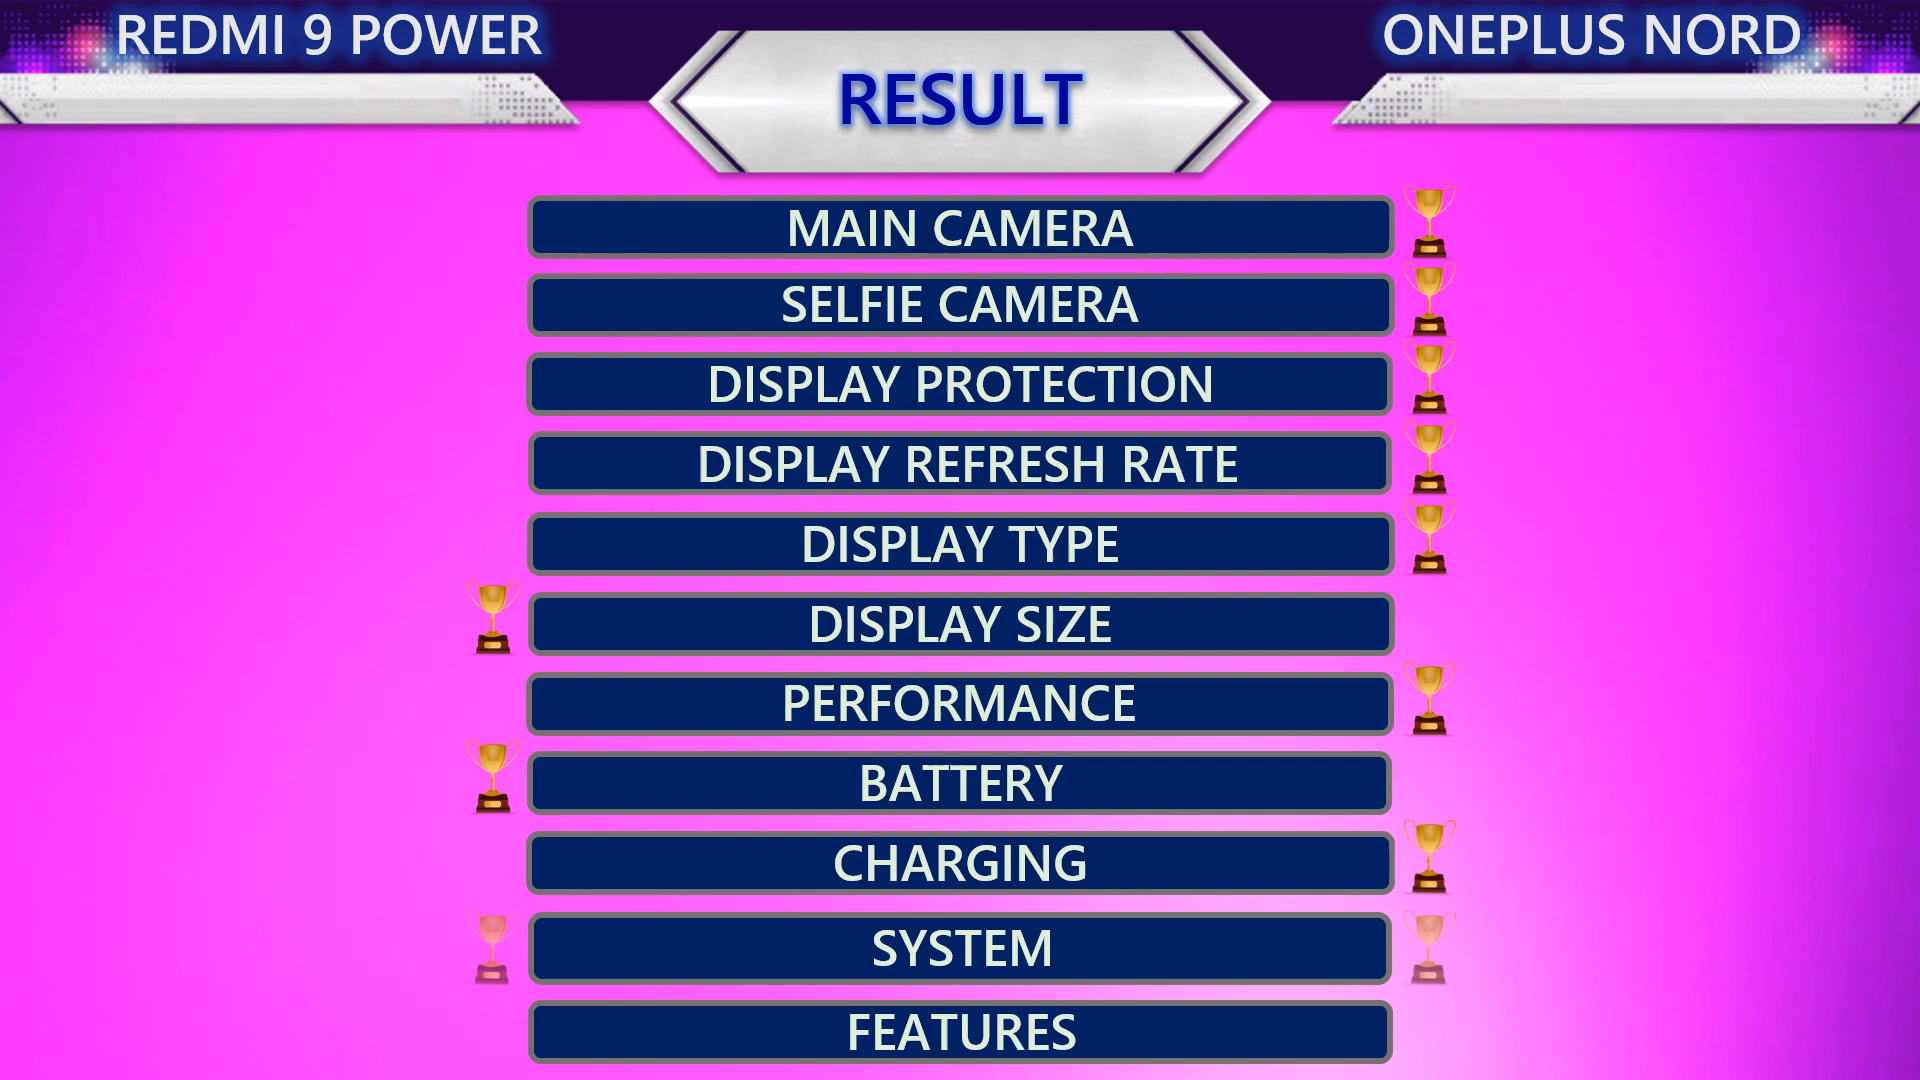 REDMI 9 POWER
ONEPLUS NORD
RESULT
MAIN CAMERA
SELFIE CAMERA
DISPLAY PROTECTION
DISPLAY REFRESH RATE
DISPLAY TYPE
DISPLAY SIZE
PERFORMANCE
BATTERY
CHARGING
SYSTEM
FEATURES